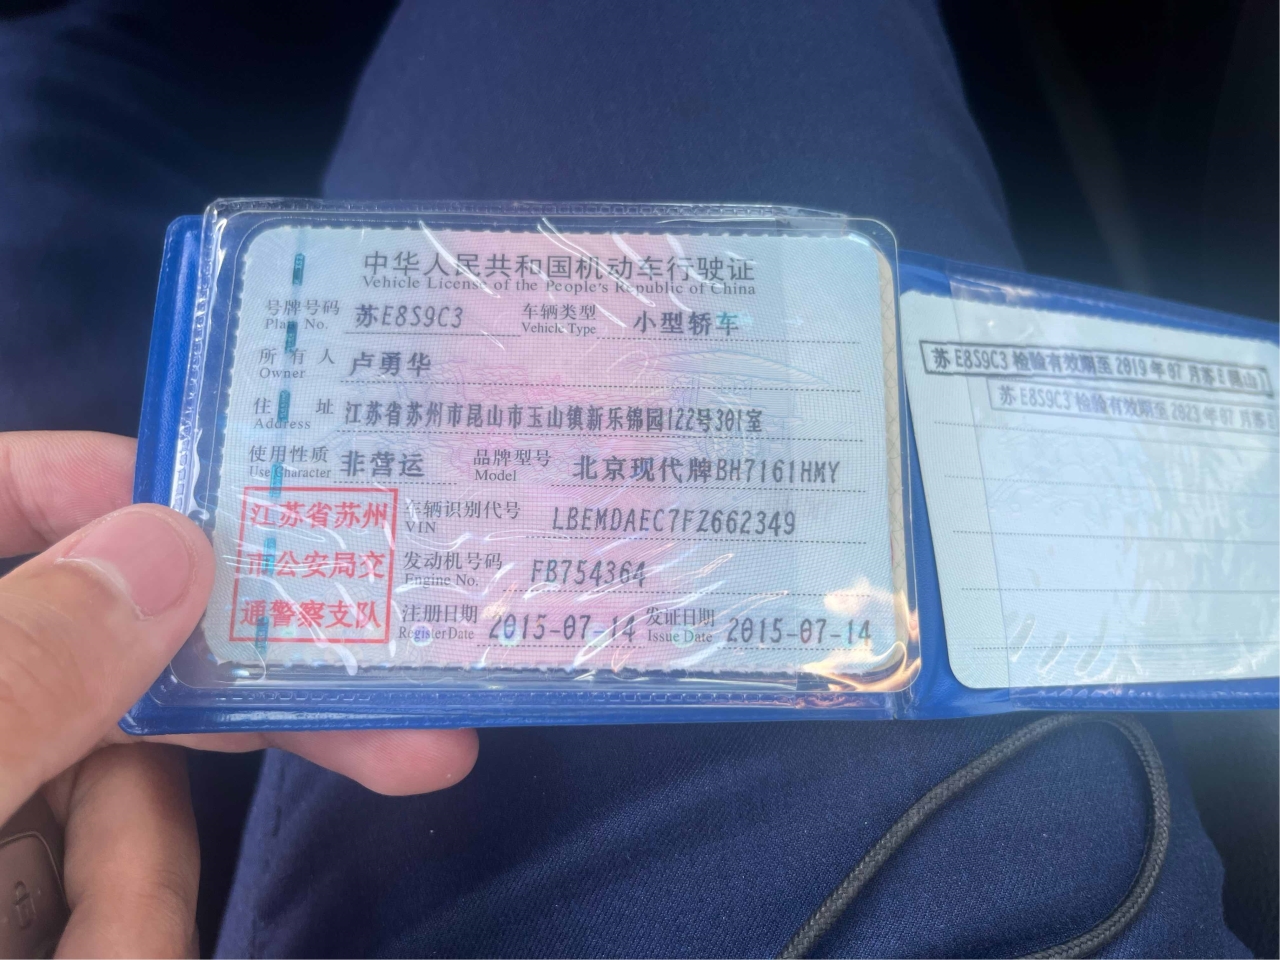 中华人民共和国机动车行驶证
Vehicle License of the People's Republic of China
号牌号码 苏E8S9C3 车辆类型 小型轿车
Plate No. Vehicle Type
所有人 卢勇华
Owner
住址 江苏省苏州市昆山市玉山镇新乐锦园122号301室
Address
使用性质 非营运 品牌型号 北京现代牌BH7161HMY
Use Character Model
江苏省苏州
市公安局交
通警察支队
车辆识别代号 LBEMDAEC7FZ662349
VIN
发动机号码 FB754364
Engine No.
注册日期 2015-07-14 发证日期 2015-07-14
Register Date Issue Date
苏E8S9C3 检验有效期至2019年07月苏E(昆山)
苏E8S9C3 检验有效期至2023年07月苏E